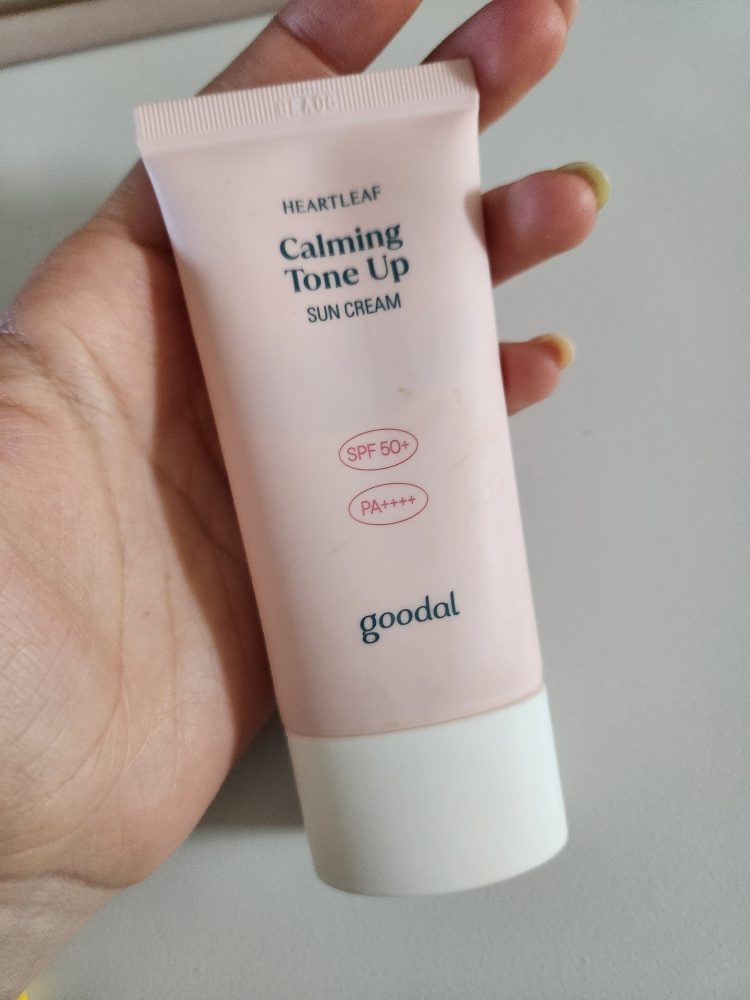 HEARTLEAF
Calming
Tone Up
SUN CREAM
SPF 50+
PA++++
goodal